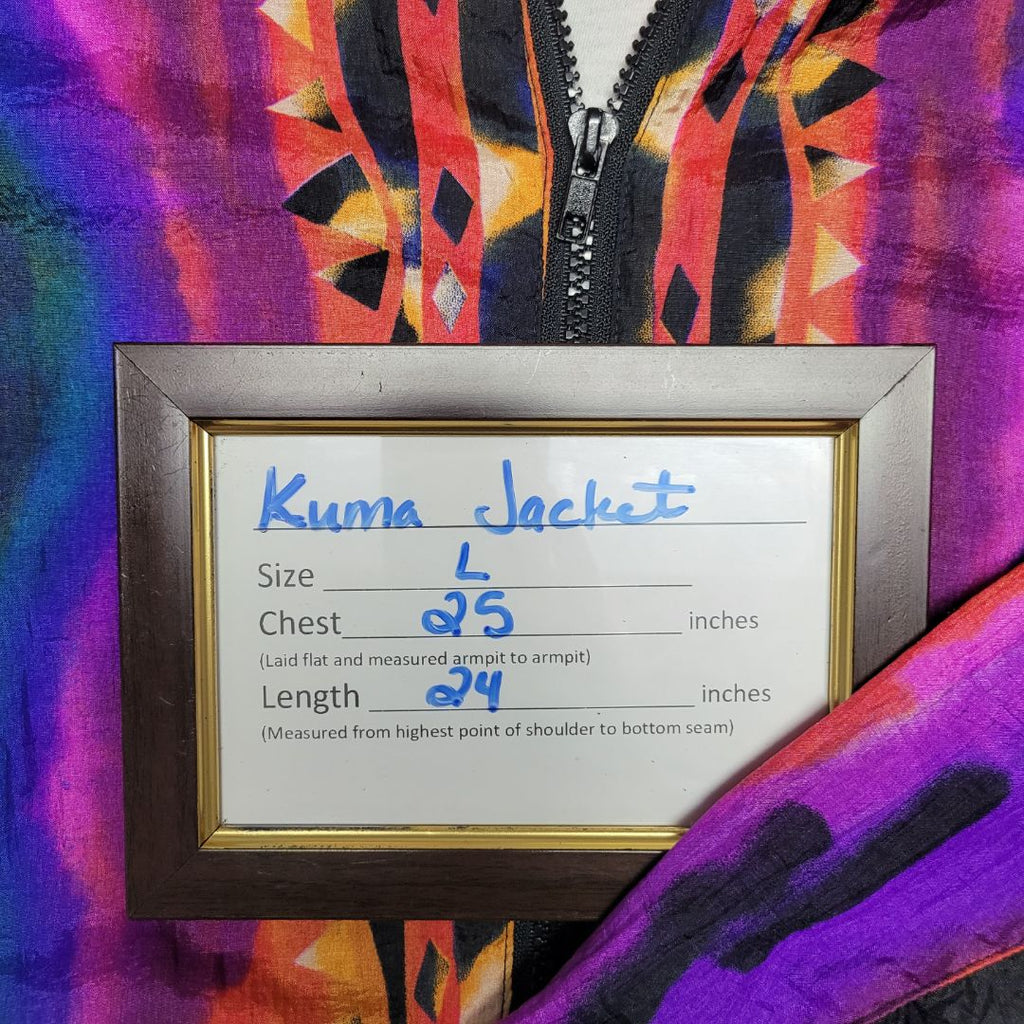 Kuma Jacket
Size L
Chest 25 inches
(Laid flat and measured armpit to armpit)
Length 24 inches
(Measured from highest point of shoulder to bottom seam)